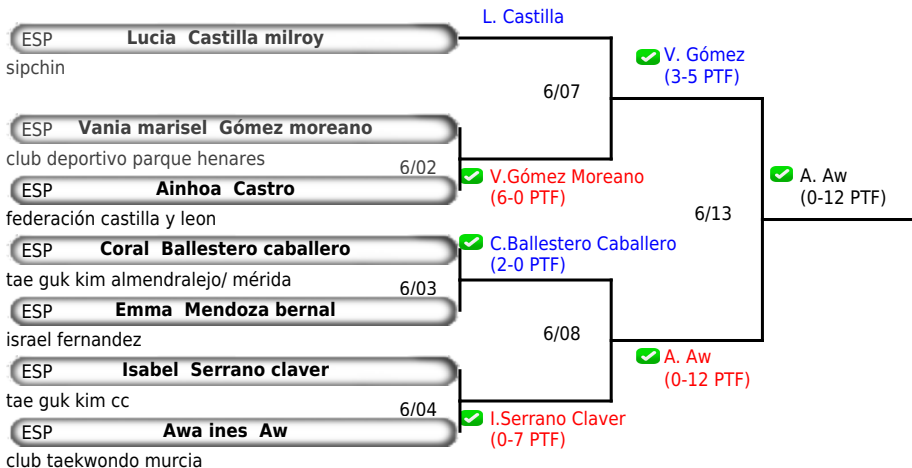 L. Castilla
ESP Lucia Castilla milroy
sipchin
V. Gómez
(3-5 PTF)
6/07
ESP Vania marisel Gómez moreano
club deportivo parque henares
6/02
V.Gómez Moreano
(6-0 PTF)
A. Aw
(0-12 PTF)
ESP Ainhoa Castro
federación castilla y leon
6/13
ESP Coral Ballestero caballero
C.Ballestero Caballero
(2-0 PTF)
tae guk kim almendralejo/ mérida
6/03
ESP Emma Mendoza bernal
israel fernandez
6/08
A. Aw
(0-12 PTF)
ESP Isabel Serrano claver
tae guk kim cc
6/04
I.Serrano Claver
(0-7 PTF)
ESP Awa ines Aw
club taekwondo murcia